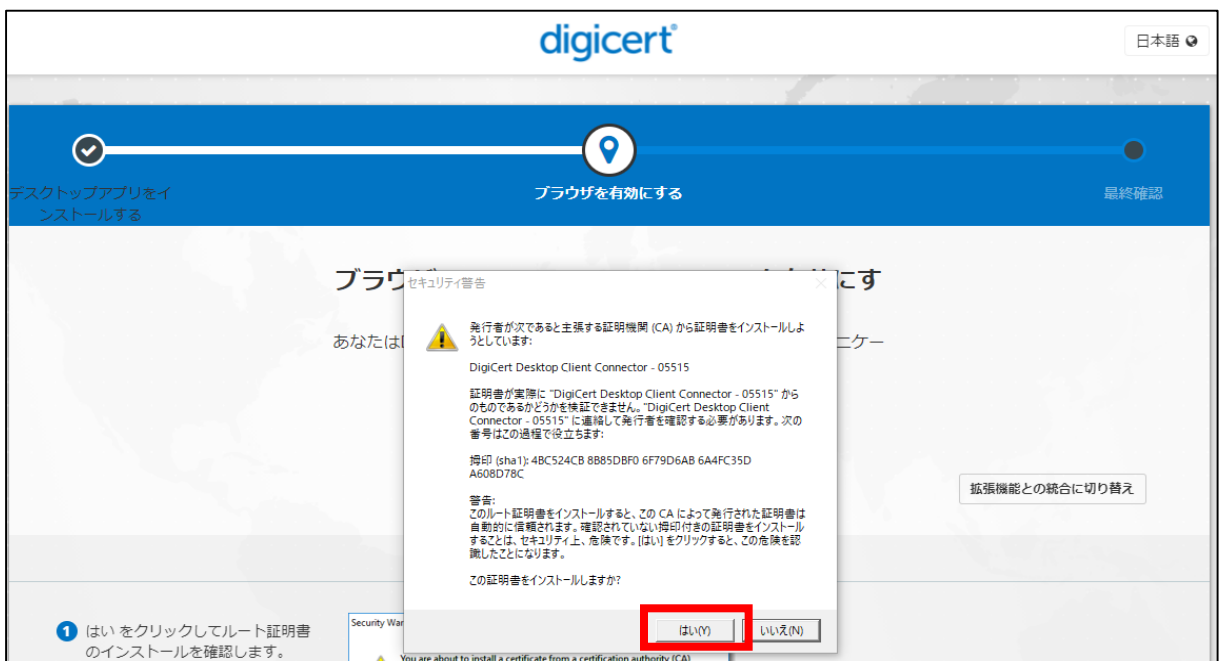 digicert
日本語
デスクトップアプリをイ
ンストールする
ブラウザを有効にする
最終確認
ブラウ
にす
セキュリティ警告
発行者が次であると主張する証明機関 (CA) から証明書をインストールしよ
うとしています:
あなたは
ニケー
DigiCert Desktop Client Connector - 05515
証明書が実際に "DigiCert Desktop Client Connector - 05515" から
のものであるかどうかを検証できません。"DigiCert Desktop Client
Connector - 05515" に連絡して発行者を確認する必要があります。次の
番号はこの過程で役立ちます:
拇印 (sha1): 4BC524CB 8B85DBF0 6F79D6AB 6A4FC35D
A608D78C
拡張機能との統合に切り替え
警告:
このルート証明書をインストールすると、この CA によって発行された証明書は
自動的に信頼されます。確認されていない拇印付きの証明書をインストール
することは、セキュリティ上、危険です。[はい] をクリックすると、この危険を認
識したことになります。
この証明書をインストールしますか?
はい(Y)
いいえ(N)
1 はい をクリックしてルート証明書
のインストールを確認します。
Security War
You are about to install a certificate from a certification authority (CA)